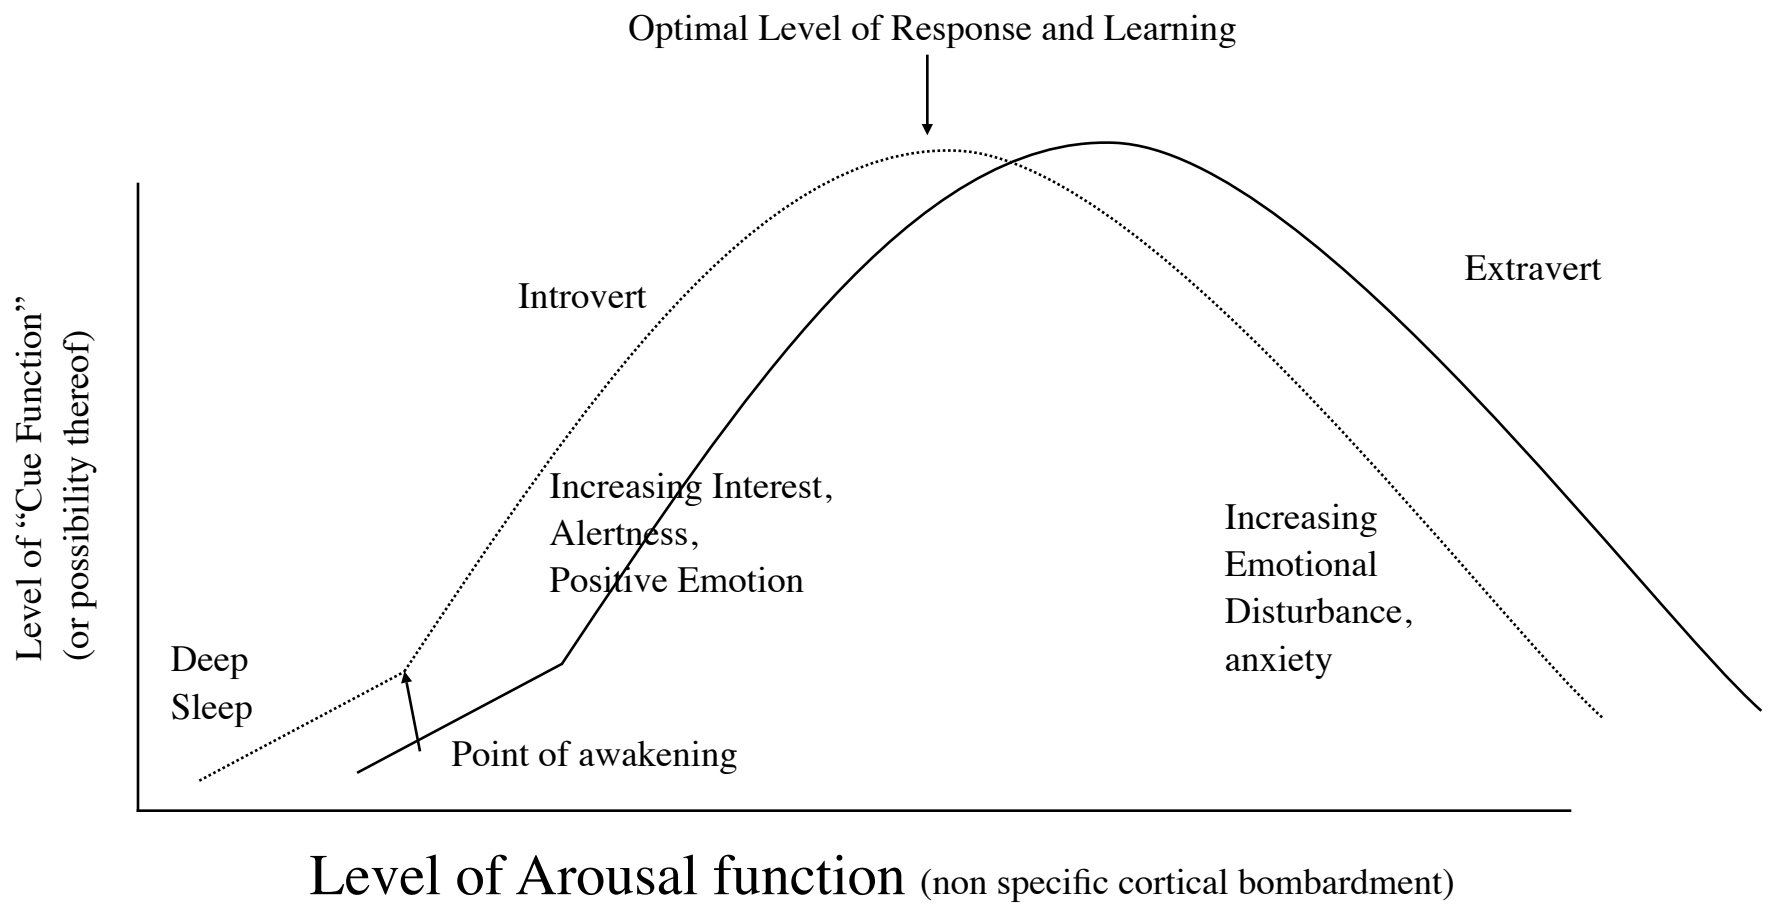 Optimal Level of Response and Learning
Introvert
Extravert
Level of “Cue Function”
(or possibility thereof)
Increasing Interest,
Alertness,
Positive Emotion
Increasing
Emotional
Disturbance,
anxiety
Deep
Sleep
Point of awakening
Level of Arousal function (non specific cortical bombardment)